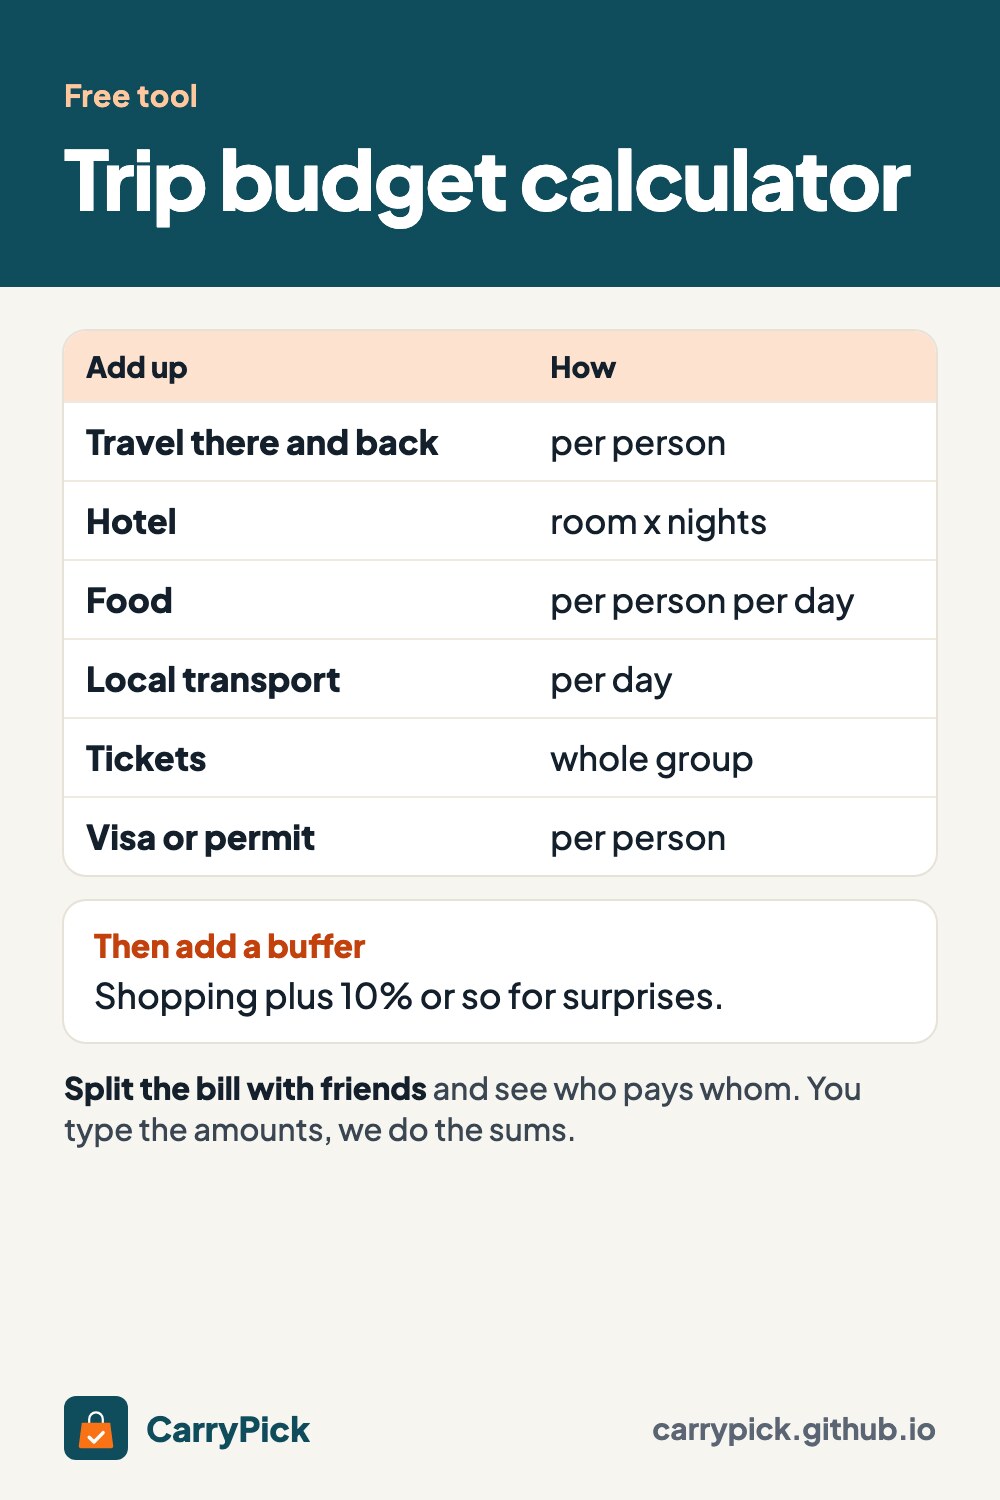 Free tool
Trip budget calculator
Add up How
Travel there and back per person
Hotel room x nights
Food per person per day
Local transport per day
Tickets whole group
Visa or permit per person
Then add a buffer
Shopping plus 10% or so for surprises.
Split the bill with friends and see who pays whom. You
type the amounts, we do the sums.
CarryPick carrypick.github.io